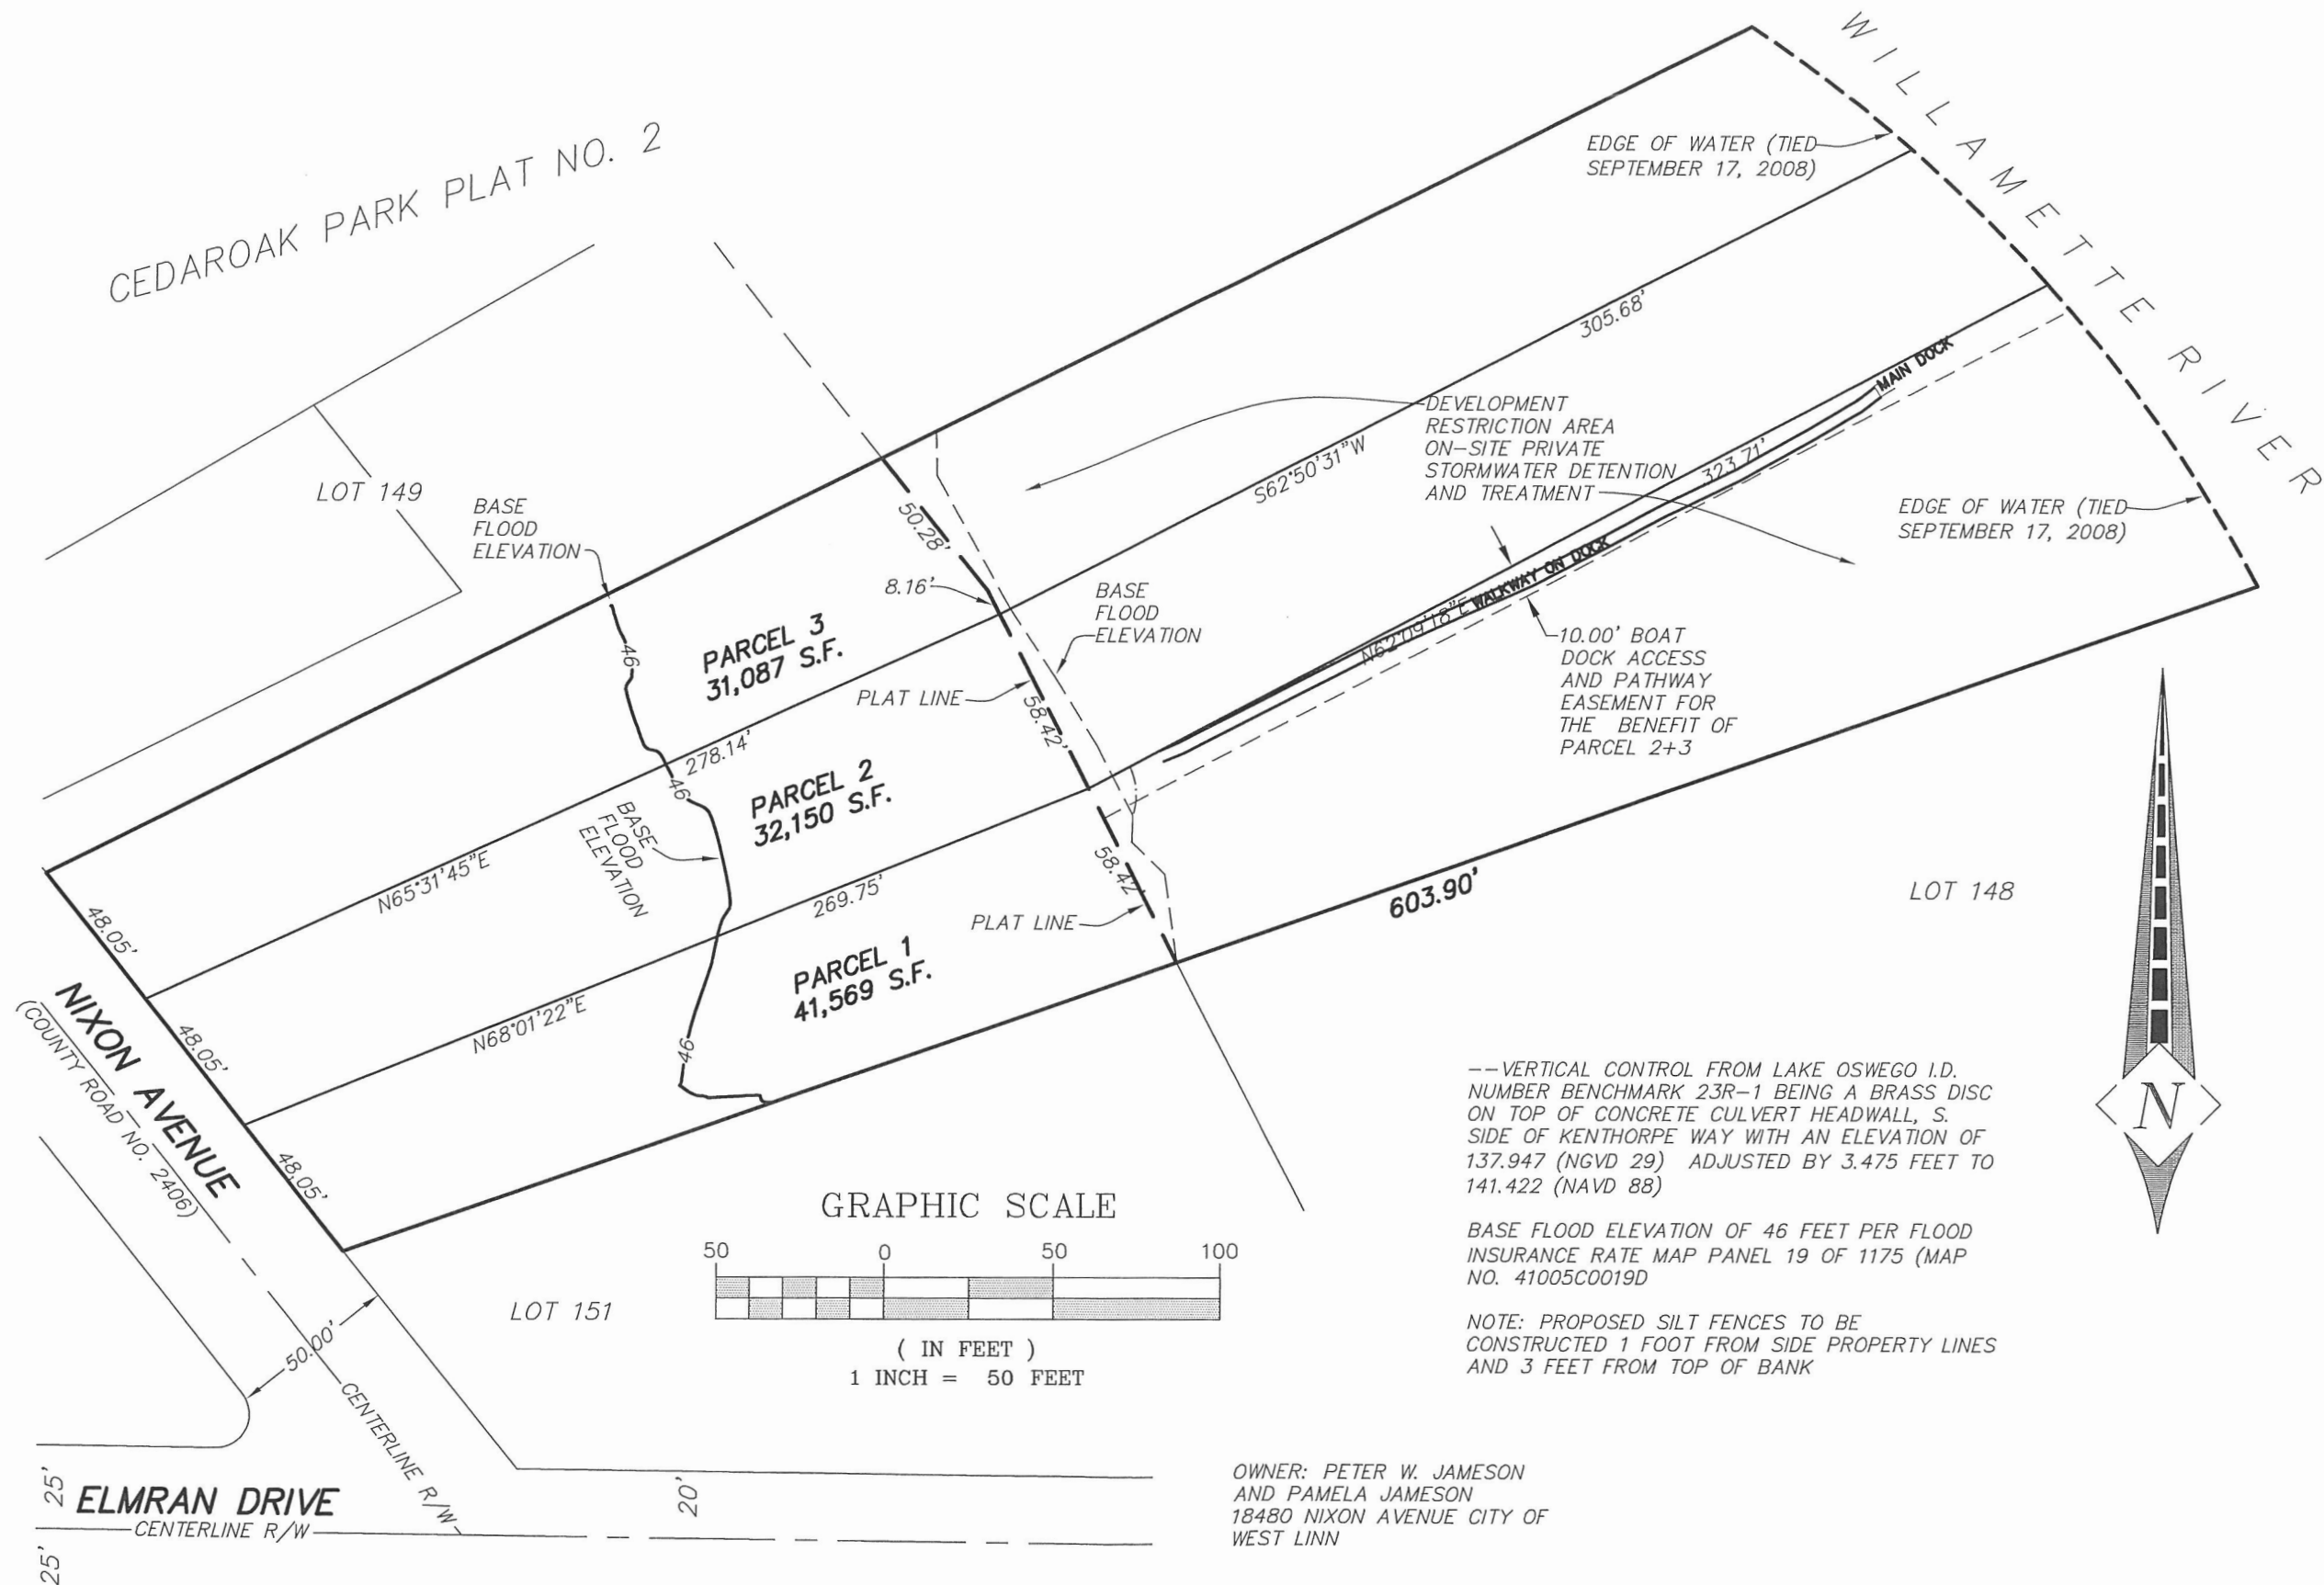 WILLAMETTE RIVER
CEDAROAK PARK PLAT NO. 2
EDGE OF WATER (TIED
SEPTEMBER 17, 2008)
305.68'
MAIN DOCK
DEVELOPMENT
RESTRICTION AREA
ON-SITE PRIVATE
STORMWATER DETENTION
AND TREATMENT
S62°50'31"W
323.71'
LOT 149
BASE
FLOOD
ELEVATION
50.28'
EDGE OF WATER (TIED
SEPTEMBER 17, 2008)
WALKWAY ON DOCK
N62°09'18"E
8.16'
BASE
FLOOD
ELEVATION
46
PARCEL 3
31,087 S.F.
10.00' BOAT
DOCK ACCESS
AND PATHWAY
EASEMENT FOR
THE BENEFIT OF
PARCEL 2+3
PLAT LINE
58.42'
278.14'
46
PARCEL 2
32,150 S.F.
BASE
FLOOD
ELEVATION
N65°31'45"E
269.75'
58.42'
603.90'
LOT 148
PLAT LINE
48.05'
PARCEL 1
41,569 S.F.
N68°01'22"E
46
48.05'
NIXON AVENUE
(COUNTY ROAD NO. 2406)
48.05'
--VERTICAL CONTROL FROM LAKE OSWEGO I.D.
NUMBER BENCHMARK 23R-1 BEING A BRASS DISC
ON TOP OF CONCRETE CULVERT HEADWALL, S.
SIDE OF KENTHORPE WAY WITH AN ELEVATION OF
137.947 (NGVD 29) ADJUSTED BY 3.475 FEET TO
141.422 (NAVD 88)
N
BASE FLOOD ELEVATION OF 46 FEET PER FLOOD
INSURANCE RATE MAP PANEL 19 OF 1175 (MAP
NO. 41005C0019D
NOTE: PROPOSED SILT FENCES TO BE
CONSTRUCTED 1 FOOT FROM SIDE PROPERTY LINES
AND 3 FEET FROM TOP OF BANK
GRAPHIC SCALE
50 0 50 100
( IN FEET )
1 INCH = 50 FEET
LOT 151
50.00'
CENTERLINE R/W
25'
ELMRAN DRIVE
CENTERLINE R/W
25'
20'
OWNER: PETER W. JAMESON
AND PAMELA JAMESON
18480 NIXON AVENUE CITY OF
WEST LINN